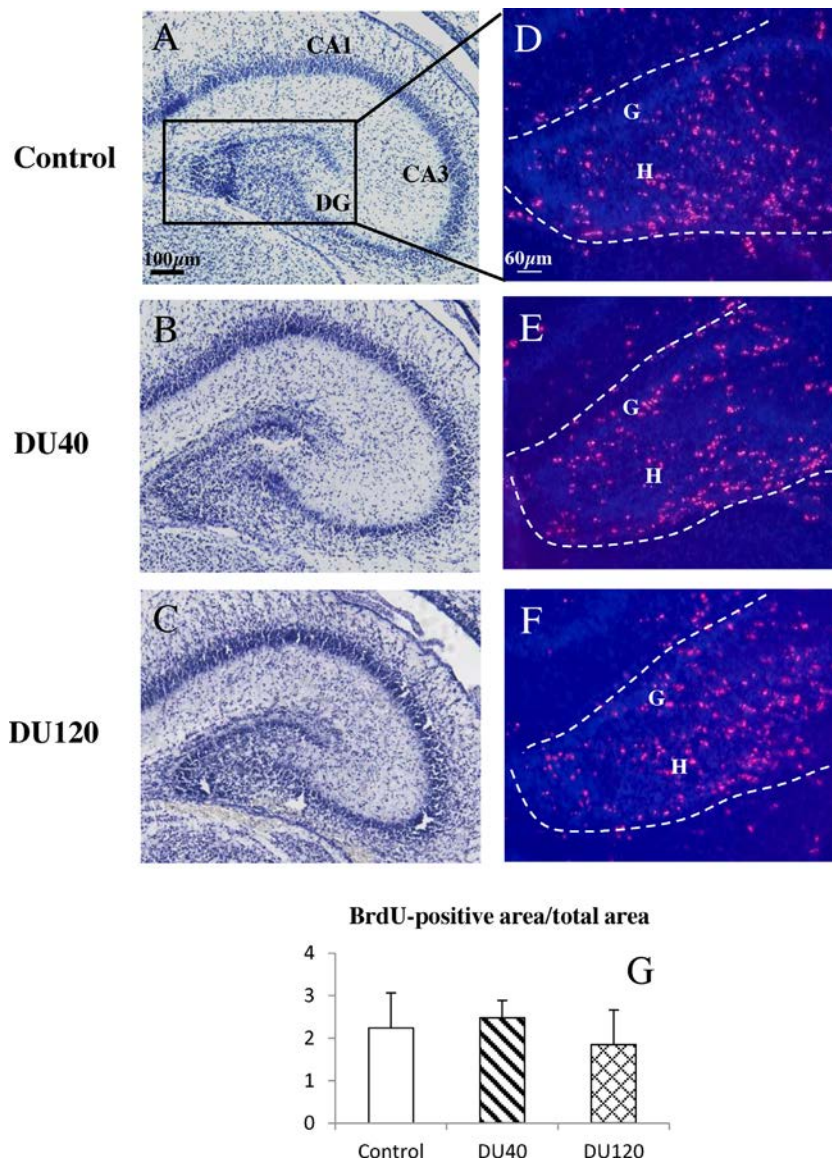 A
CA1
CA3
DG
100µm
Control
D
G
H
60µm
B
DU40
E
G
H
C
DU120
F
G
H
BrdU-positive area/total area
G
4
3
2
1
0
Control DU40 DU120